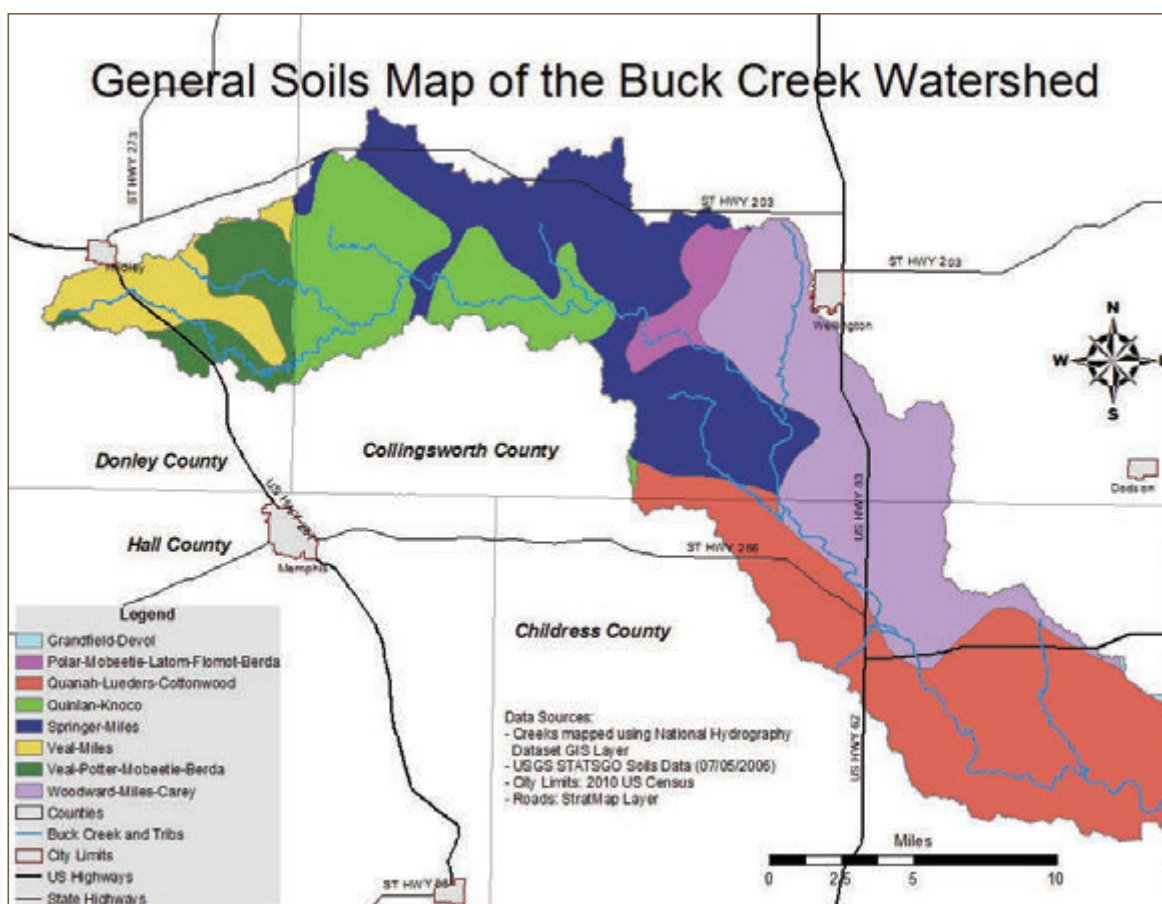 General Soils Map of the Buck Creek Watershed
ST HWY 273
ST HWY 203
ST HWY 203
Wellington
N
W
S
Donley County
Collingsworth County
US HWY 83
Dodson
Hall County
Memphis
ST HWY 256
Childress County
US HWY 62
Legend
Grandfield-Devol
Polar-Mobeetie-Latom-Flomot-Berda
Quanah-Lueders-Cottonwood
Quinlan-Knoco
Springer-Miles
Veal-Miles
Veal-Potter-Mobeetie-Berda
Woodward-Miles-Carey
Counties
Buck Creek and Tribs
City Limits
US Highways
State Highways
Data Sources:
- Creeks mapped using National Hydrography
Dataset GIS Layer
- USGS STATSGO Soils Data (07/05/2006)
- City Limits: 2010 US Census
- Roads: StratMap Layer
Miles
0 2.5 5 10
ST HWY